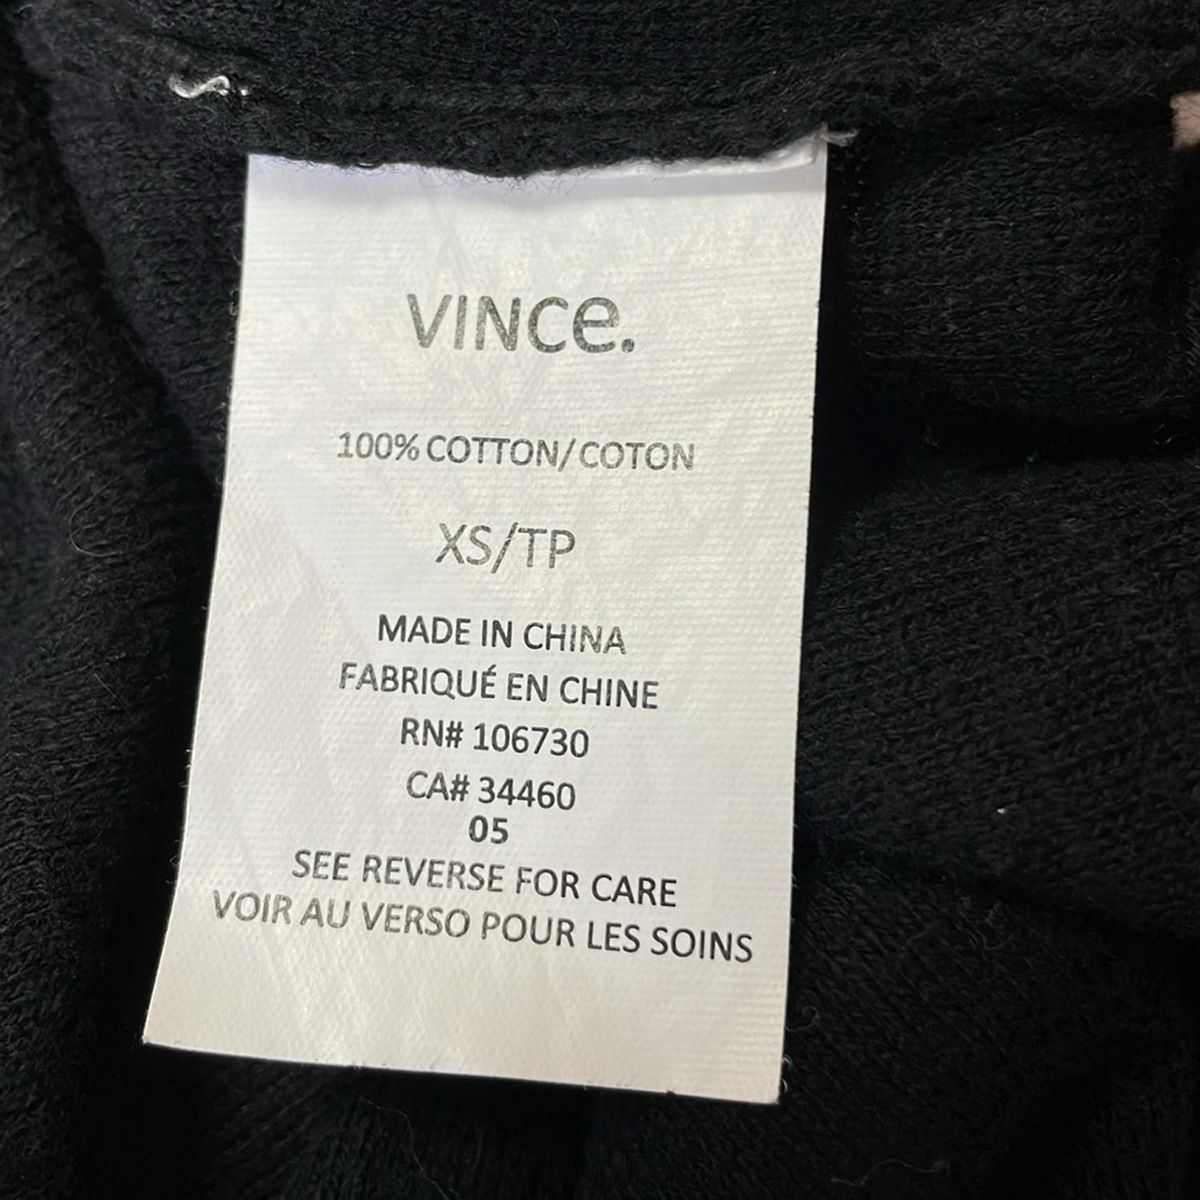 VINCe.
100% COTTON/COTON
XS/TP
MADE IN CHINA
FABRIQUÉ EN CHINE
RN# 106730
CA# 34460
05
SEE REVERSE FOR CARE
VOIR AU VERSO POUR LES SOINS